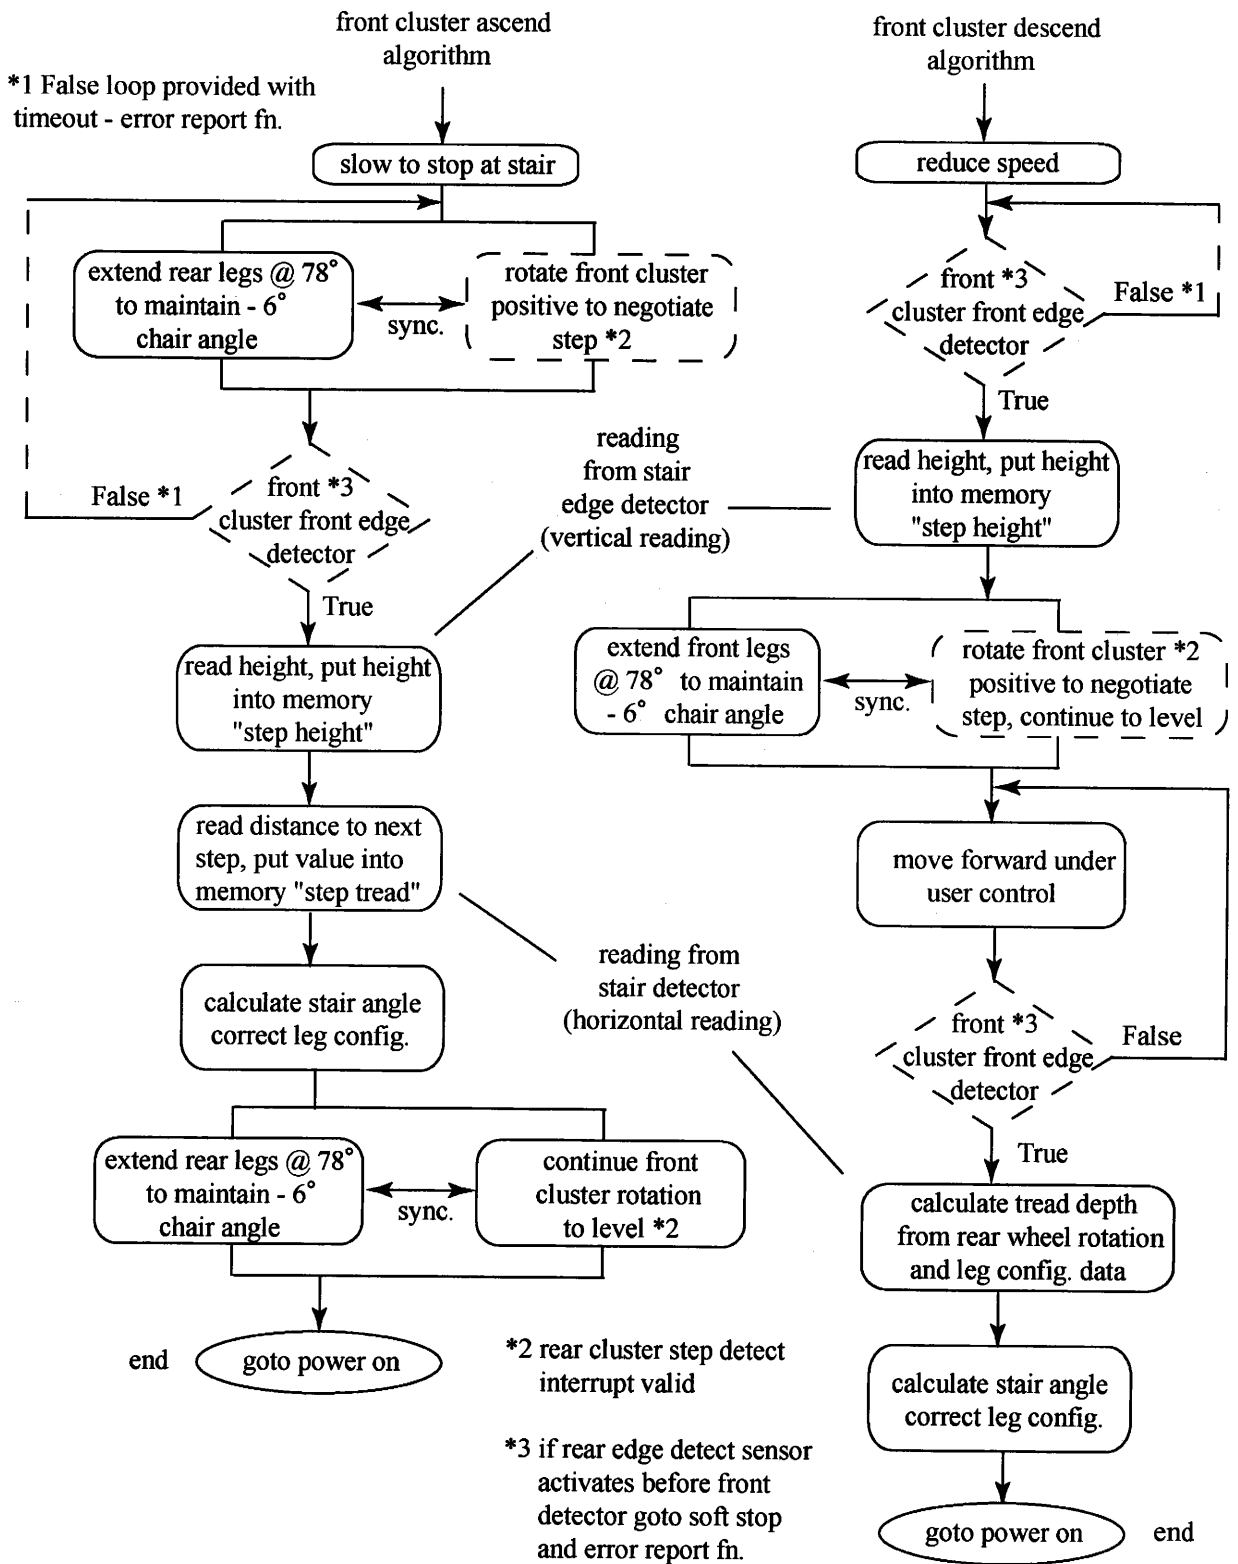 front cluster ascend
algorithm
*1 False loop provided with
timeout - error report fn.
slow to stop at stair
extend rear legs @ 78°
to maintain - 6°
chair angle
sync.
rotate front cluster
positive to negotiate
step *2
False *1
front *3
cluster front edge
detector
True
read height, put height
into memory
"step height"
read distance to next
step, put value into
memory "step tread"
calculate stair angle
correct leg config.
extend rear legs @ 78°
to maintain - 6°
chair angle
sync.
continue front
cluster rotation
to level *2
end
goto power on
reading
from stair
edge detector
(vertical reading)
reading from
stair detector
(horizontal reading)
front cluster descend
algorithm
reduce speed
front *3
cluster front edge
detector
False *1
True
read height, put height
into memory
"step height"
extend front legs
@ 78° to maintain
- 6° chair angle
sync.
rotate front cluster *2
positive to negotiate
step, continue to level
move forward under
user control
front *3
cluster front edge
detector
False
True
calculate tread depth
from rear wheel rotation
and leg config. data
calculate stair angle
correct leg config.
goto power on
end
*2 rear cluster step detect
interrupt valid
*3 if rear edge detect sensor
activates before front
detector goto soft stop
and error report fn.